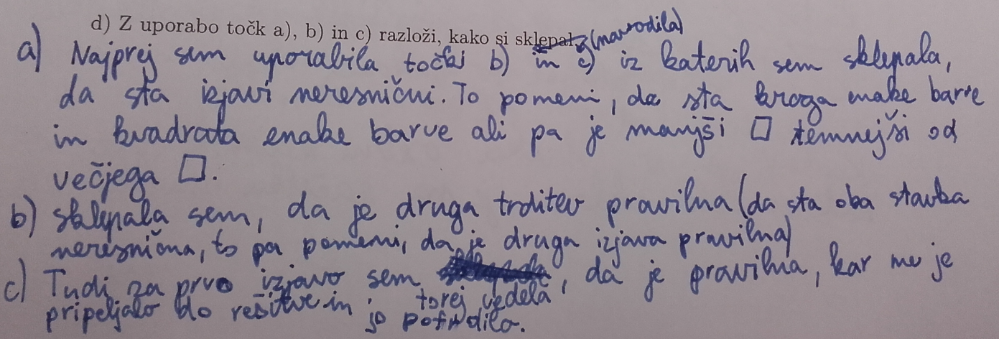 d) Z uporabo točk a), b) in c) razloži, kako si sklepal.
(navodila)
a) Najprej sem uporabila točki b) in c) iz katerih sem sklepala,
da sta izjavi neresnični. To pomeni, da sta kroga enake barve
in kvadrata enake barve ali pa je manjši □ temnejši od
večjega □.
b) sklepala sem, da je druga trditev pravilna (da sta oba stavka
neresnična, to pa pomeni, da je druga izjava pravilna)
c) Tudi za prvo izjavo sem torej vedela, da je pravilna, kar me je
pripeljalo do rešitve in jo potrdilo.